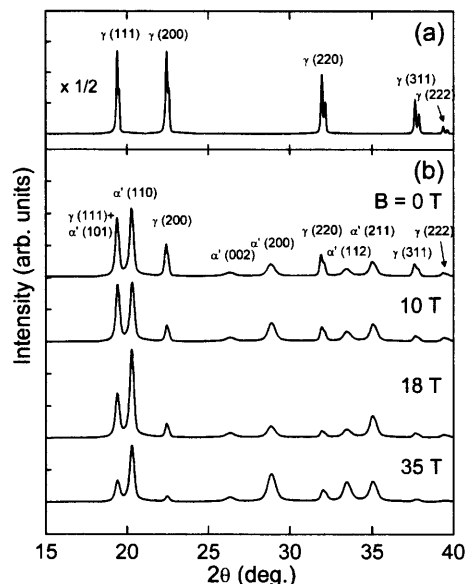 (a)
γ (111)
γ (200)
γ (220)
γ (311)
γ (222)
x 1/2
(b)
B = 0 T
α' (110)
γ (111)+
α' (101)
γ (200)
α' (002)
α' (200)
γ (220)
α' (112)
α' (211)
γ (311)
γ (222)
10 T
18 T
35 T
Intensity (arb. units)
15 20 25 30 35 40
2θ (deg.)